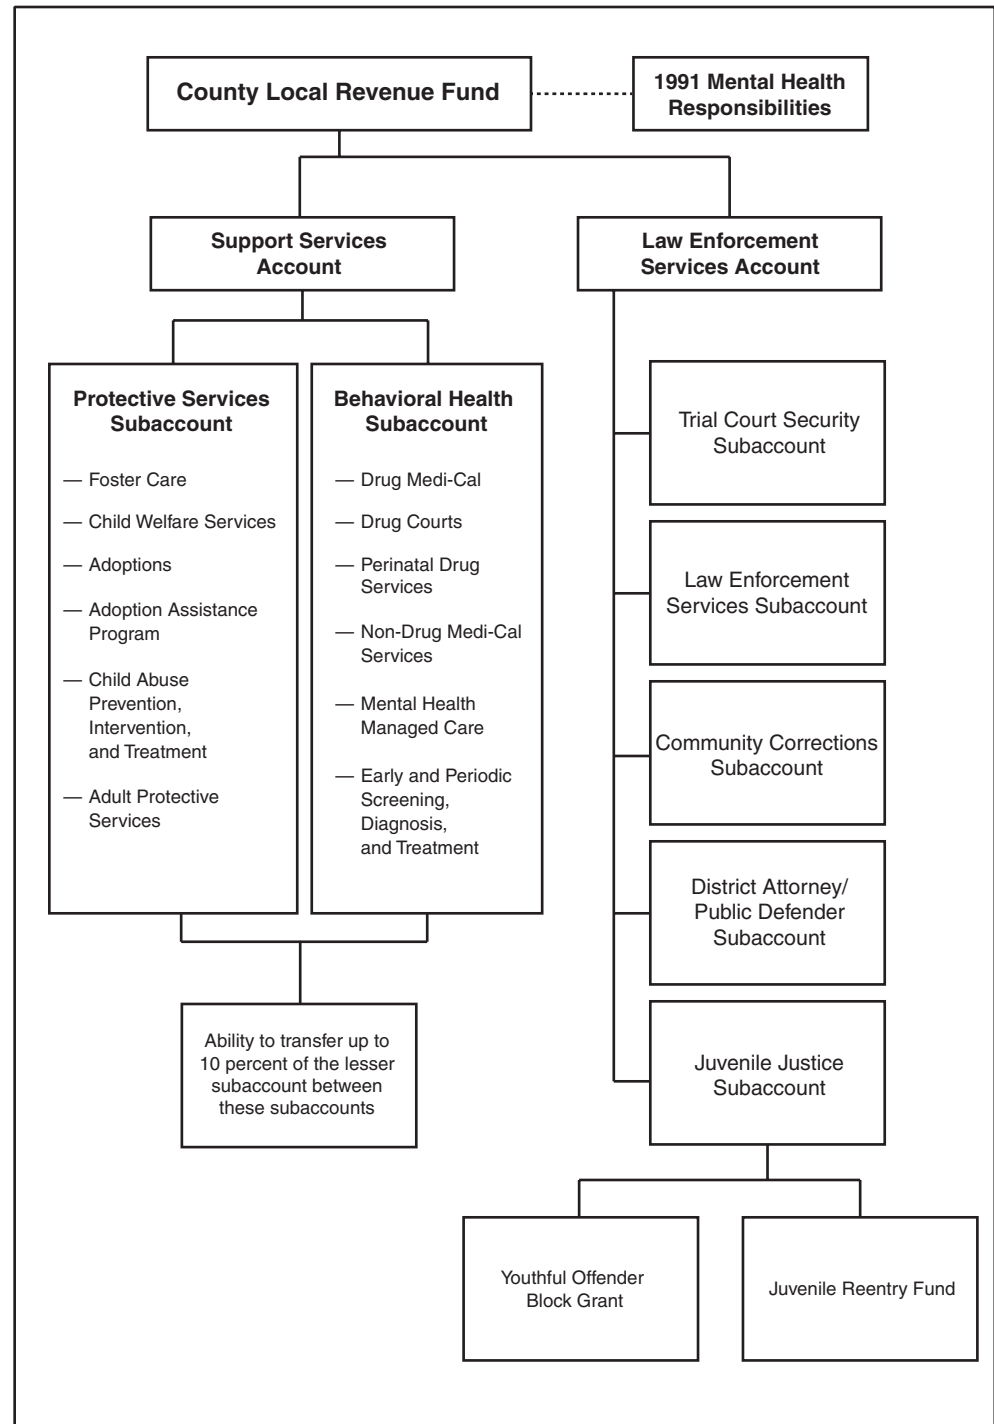 County Local Revenue Fund
1991 Mental Health
Responsibilities
Support Services
Account
Law Enforcement
Services Account
Protective Services
Subaccount
— Foster Care
— Child Welfare Services
— Adoptions
— Adoption Assistance
Program
— Child Abuse
Prevention,
Intervention,
and Treatment
— Adult Protective
Services
Behavioral Health
Subaccount
— Drug Medi-Cal
— Drug Courts
— Perinatal Drug
Services
— Non-Drug Medi-Cal
Services
— Mental Health
Managed Care
— Early and Periodic
Screening,
Diagnosis,
and Treatment
Ability to transfer up to
10 percent of the lesser
subaccount between
these subaccounts
Trial Court Security
Subaccount
Law Enforcement
Services Subaccount
Community Corrections
Subaccount
District Attorney/
Public Defender
Subaccount
Juvenile Justice
Subaccount
Youthful Offender
Block Grant
Juvenile Reentry Fund